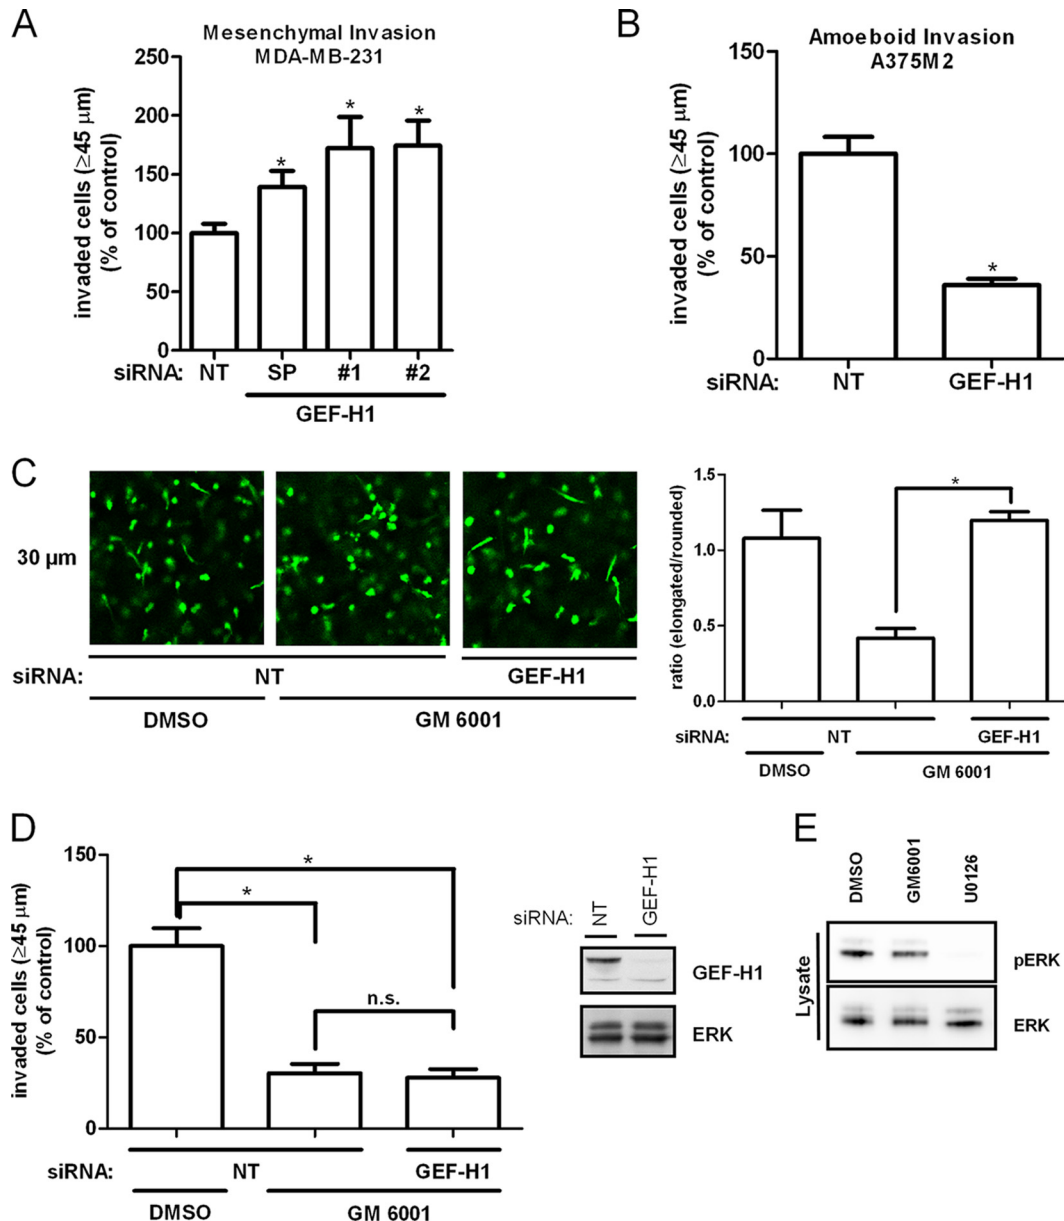 A
Mesenchymal Invasion
MDA-MB-231
invaded cells (≥45 µm)
(% of control)
250
200
150
100
50
0
*
*
*
siRNA: NT SP #1 #2
GEF-H1
B
Amoeboid Invasion
A375M2
invaded cells (≥45 µm)
(% of control)
150
100
50
0
*
siRNA: NT GEF-H1
C
30 µm
siRNA: NT GEF-H1
DMSO GM 6001
ratio (elongated/rounded)
1.5
1.0
0.5
0.0
*
siRNA: NT GEF-H1
DMSO GM 6001
D
invaded cells (≥45 µm)
(% of control)
150
100
50
0
*
*
n.s.
siRNA: NT GEF-H1
DMSO GM 6001
siRNA: NT GEF-H1
GEF-H1
ERK
E
DMSO GM6001 U0126
Lysate
pERK
ERK